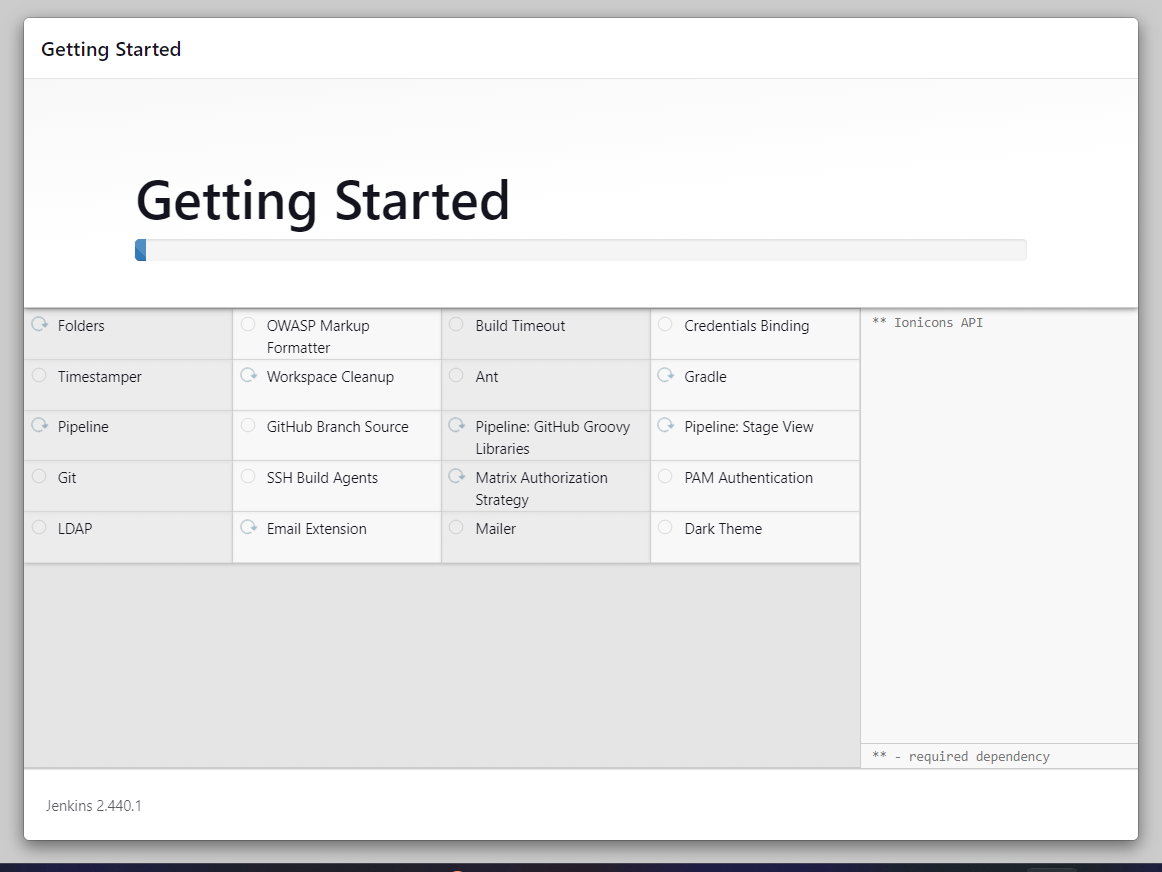 Getting Started
Getting Started
Folders
OWASP Markup
Formatter
Build Timeout
Credentials Binding
** Ionicons API
Timestamper
Workspace Cleanup
Ant
Gradle
Pipeline
GitHub Branch Source
Pipeline: GitHub Groovy
Libraries
Pipeline: Stage View
Git
SSH Build Agents
Matrix Authorization
Strategy
PAM Authentication
LDAP
Email Extension
Mailer
Dark Theme
** - required dependency
Jenkins 2.440.1